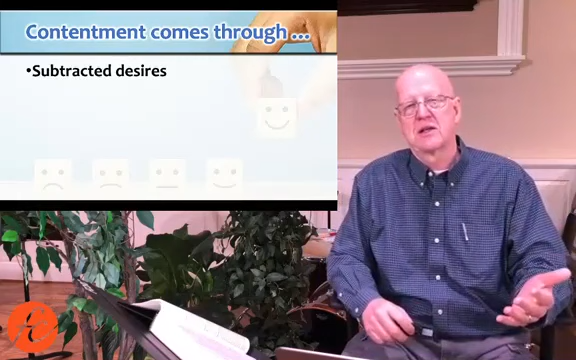 Contentment comes through ...
•Subtracted desires